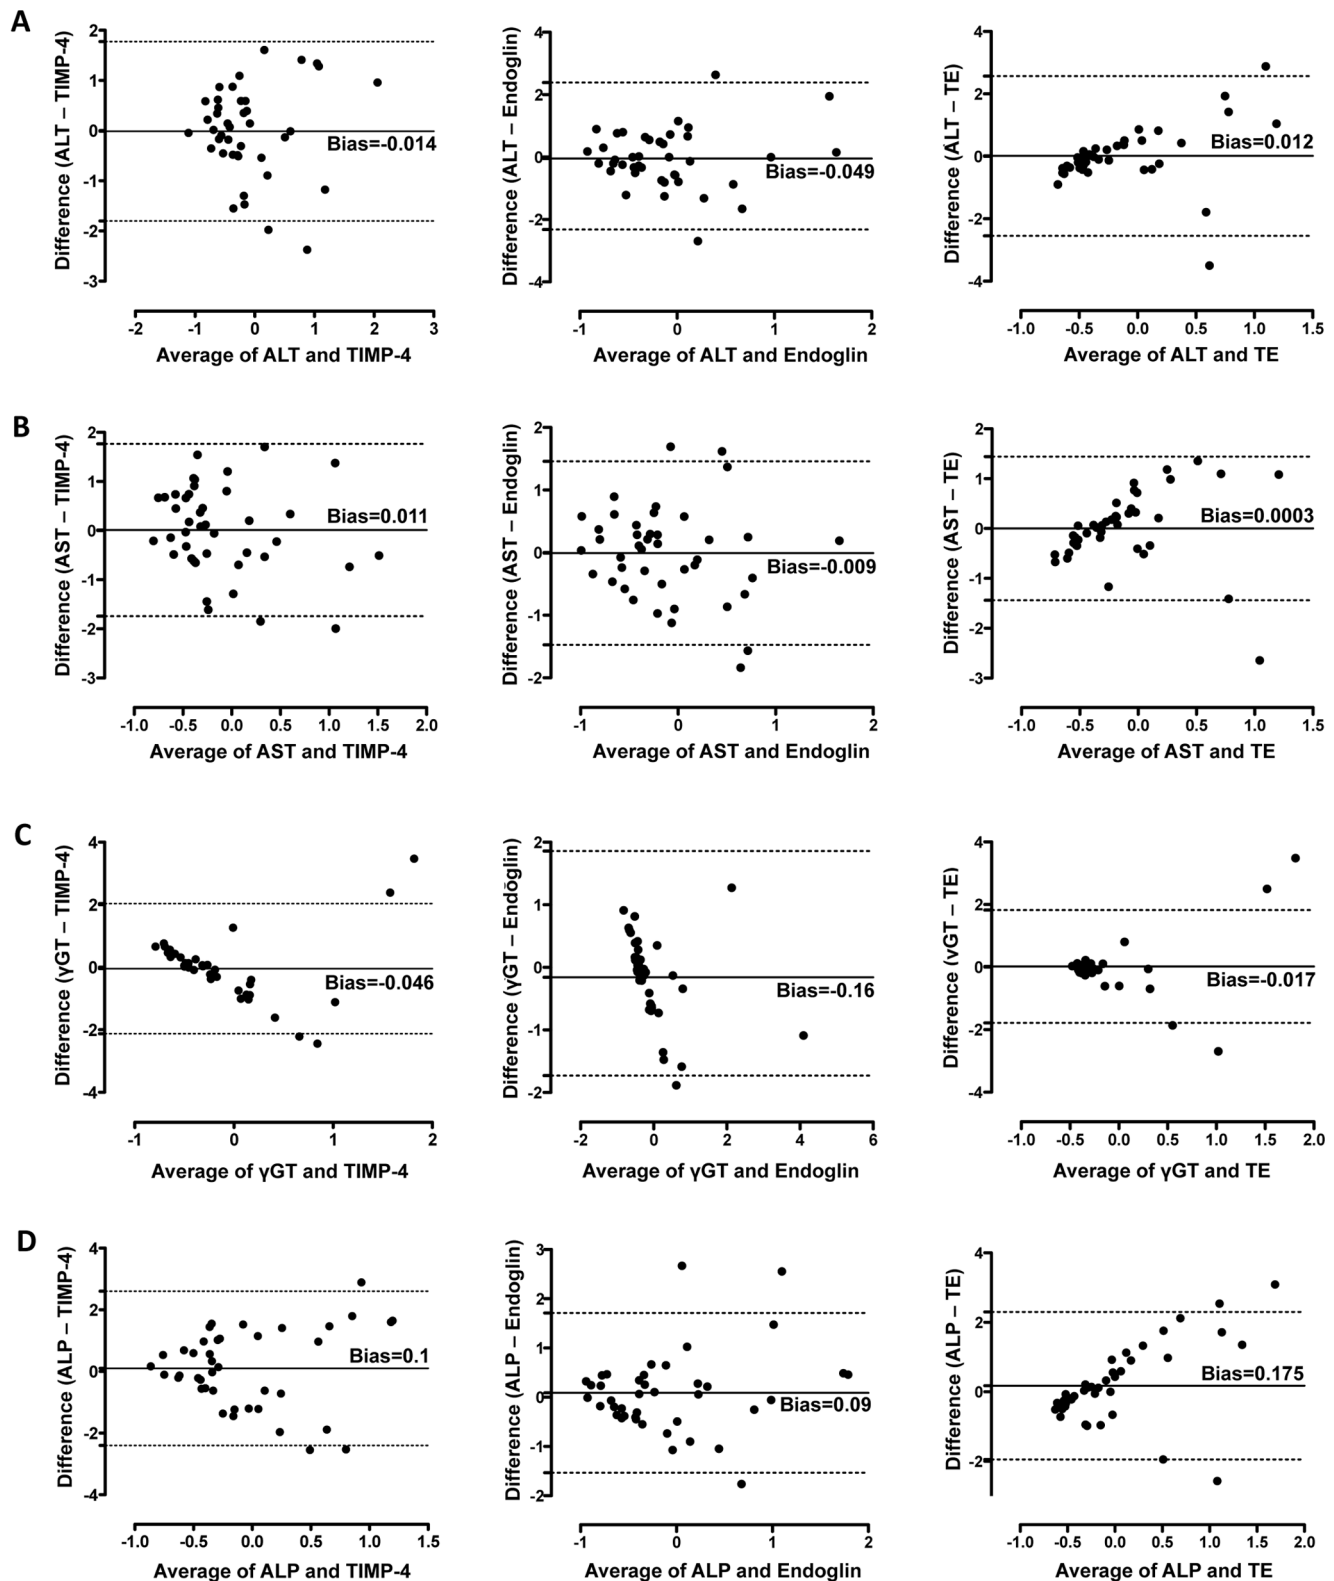 A
Difference (ALT – TIMP-4)
2
1
0
-1
-2
-3
Bias=-0.014
-2 -1 0 1 2 3
Average of ALT and TIMP-4
Difference (ALT – Endoglin)
4
2
0
-2
-4
Bias=-0.049
-1 0 1 2
Average of ALT and Endoglin
Difference (ALT – TE)
4
2
0
-2
-4
Bias=0.012
-1.0 -0.5 0.0 0.5 1.0 1.5
Average of ALT and TE
B
Difference (AST – TIMP-4)
2
1
0
-1
-2
-3
Bias=0.011
-1.0 -0.5 0.0 0.5 1.0 1.5 2.0
Average of AST and TIMP-4
Difference (AST – Endoglin)
2
1
0
-1
-2
Bias=-0.009
-1 0 1 2
Average of AST and Endoglin
Difference (AST – TE)
2
1
0
-1
-2
-3
Bias=0.0003
-1.0 -0.5 0.0 0.5 1.0 1.5
Average of AST and TE
C
Difference (γGT – TIMP-4)
4
2
0
-2
-4
Bias=-0.046
-1 0 1 2
Average of γGT and TIMP-4
Difference (γGT – Endoglin)
2
1
0
-1
-2
Bias=-0.16
-2 0 2 4 6
Average of γGT and Endoglin
Difference (γGT – TE)
4
2
0
-2
-4
Bias=-0.017
-1.0 -0.5 0.0 0.5 1.0 1.5 2.0
Average of γGT and TE
D
Difference (ALP – TIMP-4)
4
2
0
-2
-4
Bias=0.1
-1.0 -0.5 0.0 0.5 1.0 1.5
Average of ALP and TIMP-4
Difference (ALP – Endoglin)
3
2
1
0
-1
-2
Bias=0.09
-1 0 1 2
Average of ALP and Endoglin
Difference (ALP – TE)
4
2
0
-2
Bias=0.175
-1.0 -0.5 0.0 0.5 1.0 1.5 2.0
Average of ALP and TE